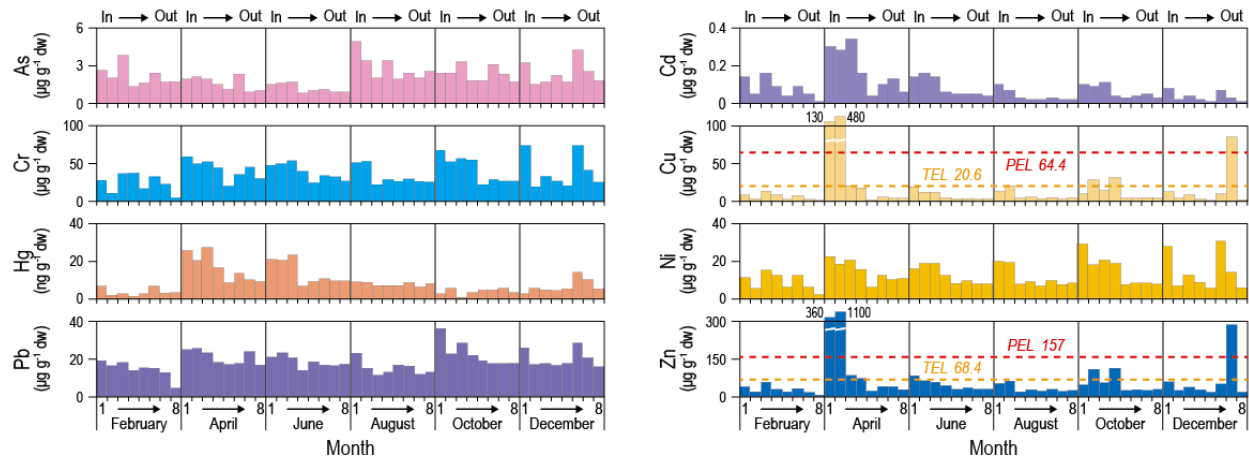 In → Out In → Out In → Out In → Out In → Out In → Out
As
(µg g⁻¹ dw)
6
3
0
Cr
(µg g⁻¹ dw)
100
50
0
Hg
(ng g⁻¹ dw)
40
20
0
Pb
(µg g⁻¹ dw)
40
20
0
1 → 8 1 → 8 1 → 8 1 → 8 1 → 8 1 → 8
February April June August October December
Month
In → Out In → Out In → Out In → Out In → Out In → Out
Cd
(µg g⁻¹ dw)
0.4
0.2
0
Cu
(µg g⁻¹ dw)
100
50
0
130 480
PEL 64.4
TEL 20.6
Ni
(µg g⁻¹ dw)
40
20
0
Zn
(µg g⁻¹ dw)
300
150
0
360 1100
PEL 157
TEL 68.4
1 → 8 1 → 8 1 → 8 1 → 8 1 → 8 1 → 8
February April June August October December
Month